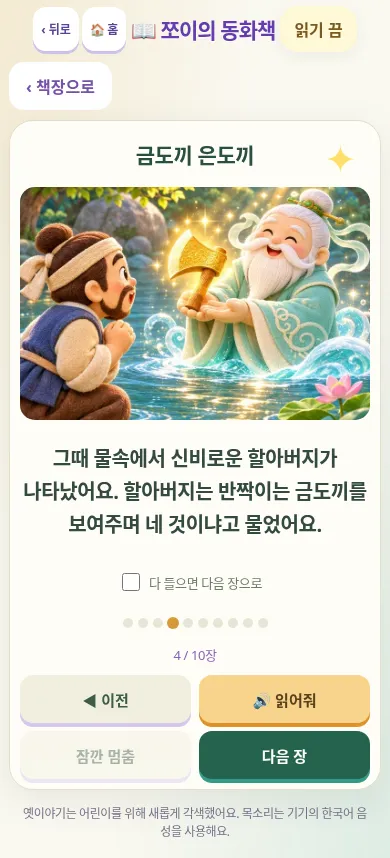 ‹ 뒤로 🏠 홈 📖 쪼이의 동화책 읽기 끔
‹ 책장으로
금도끼 은도끼
그때 물속에서 신비로운 할아버지가
나타났어요. 할아버지는 반짝이는 금도끼를
보여주며 네 것이냐고 물었어요.
다 들으면 다음 장으로
4 / 10장
◀ 이전 🔊 읽어줘
잠깐 멈춤 다음 장
옛이야기는 어린이를 위해 새롭게 각색했어요. 목소리는 기기의 한국어 음
성을 사용해요.